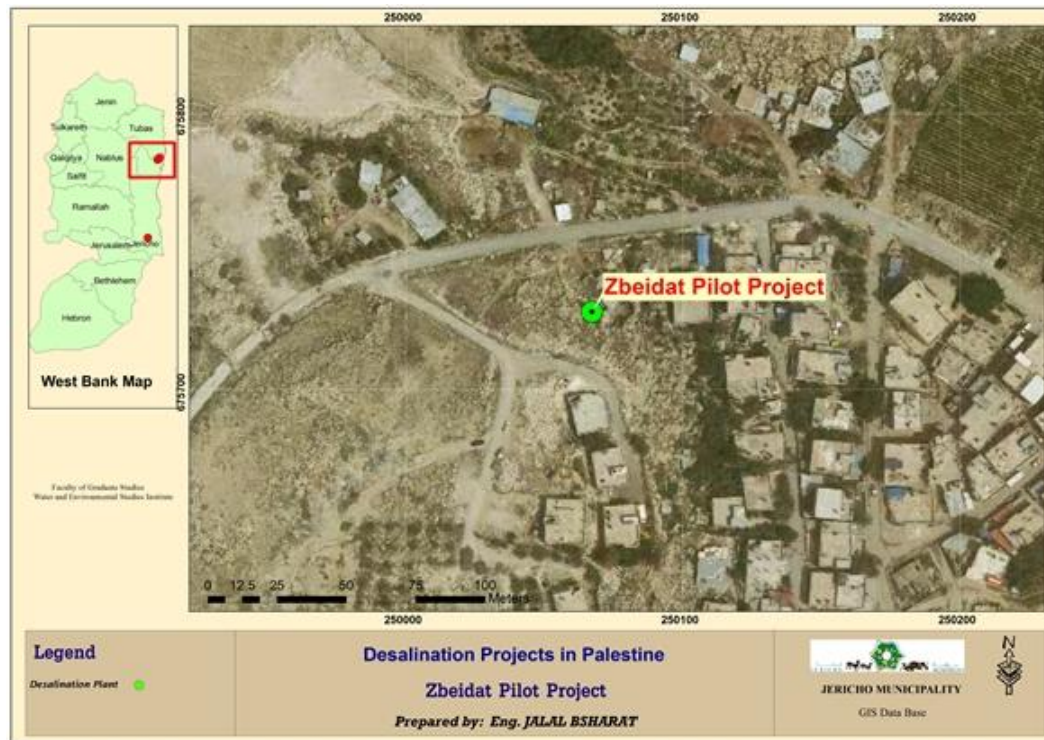 250000 250100 250200
675800
675700
Jenin
Tulkarem Tubas
Qalqilya Nablus
Salfit
Ramallah
Jerusalem Jericho
Bethlehem
Hebron
West Bank Map
Zbeidat Pilot Project
Faculty of Graduate Studies
Water and Environmental Studies Institute
0 12.5 25 50 75 100
Meters
250000 250100 250200
Legend
Desalination Plant
Desalination Projects in Palestine
Zbeidat Pilot Project
Prepared by: Eng. JALAL BSHARAT
JERICHO MUNICIPALITY
GIS Data Base
N